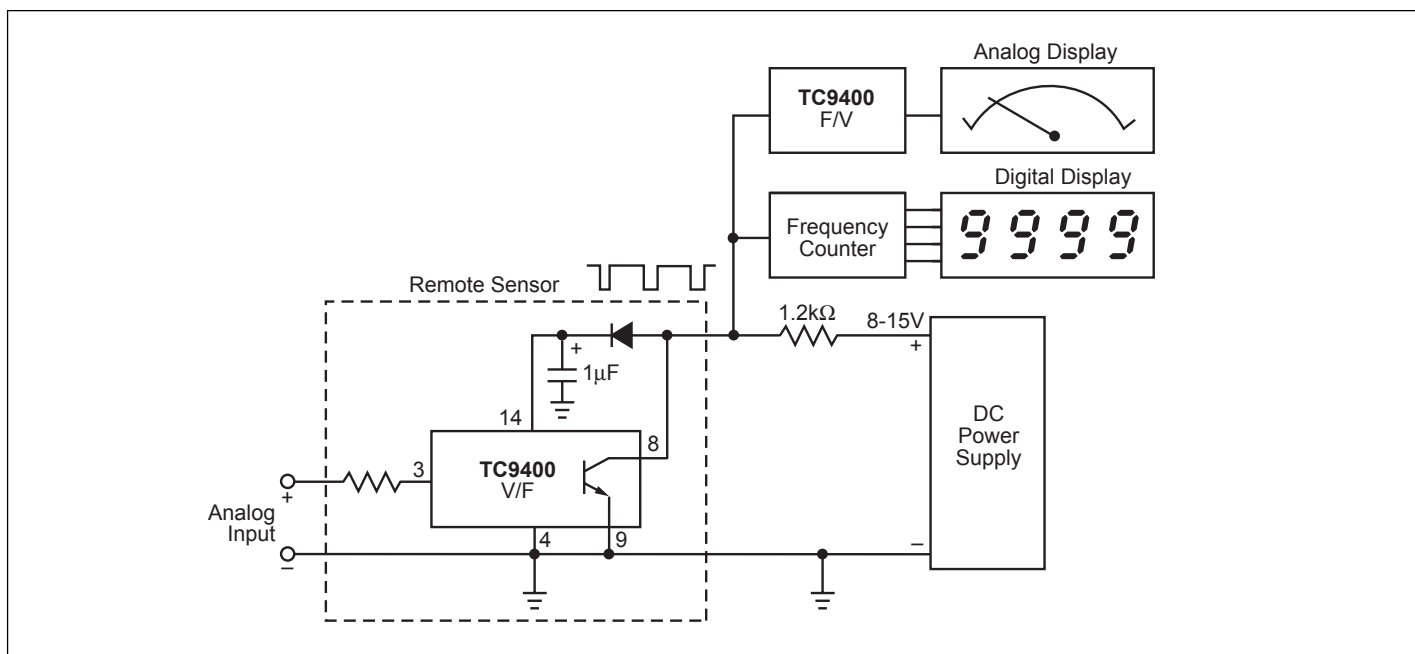 Analog Display
TC9400
F/V
Digital Display
Frequency
Counter
9999
Remote Sensor
1.2kΩ
8-15V
+
+
1μF
14
8
DC
Power
Supply
TC9400
V/F
3
+
Analog
Input
–
4
9
–